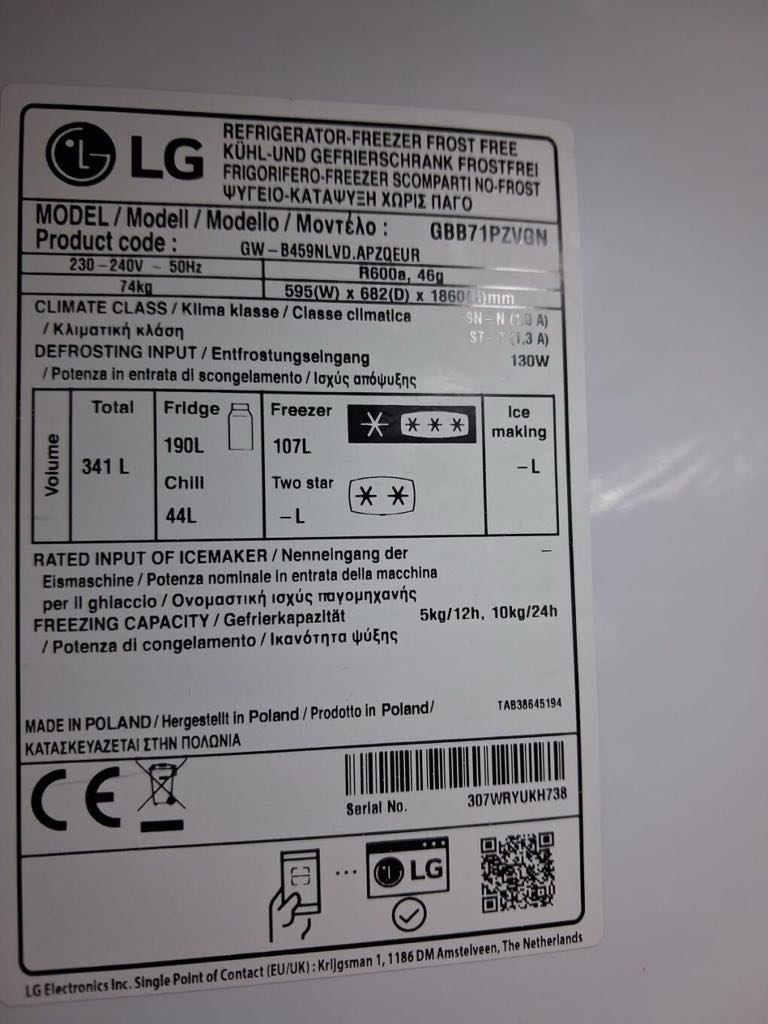 LG
REFRIGERATOR-FREEZER FROST FREE
KÜHL-UND GEFRIERSCHRANK FROSTFREI
FRIGORIFERO-FREEZER SCOMPARTI NO-FROST
ΨΥΓΕΙΟ-ΚΑΤΑΨΥΞΗ ΧΩΡΙΣ ΠΑΓΟ
MODEL / Modell / Modello / Μοντέλο : GBB71PZVGN
Product code : GW-B459NLVD.APZQEUR
230-240V ~ 50Hz R600a, 46g
74kg 595(W) x 682(D) x 1860(H)mm
CLIMATE CLASS / Klima klasse / Classe climatica SN-N (1.0 A)
/ Κλιματική κλάση ST-T (1.3 A)
DEFROSTING INPUT / Entfrostungseingang 130W
/ Potenza in entrata di scongelamento / Ισχύς απόψυξης
Volume
Total
341 L
Fridge
190L
Chill
44L
Freezer
107L
Two star
-L
Ice
making
-L
RATED INPUT OF ICEMAKER / Nenneingang der –
Eismaschine / Potenza nominale in entrata della macchina
per il ghiaccio / Ονομαστική ισχύς παγομηχανής
FREEZING CAPACITY / Gefrierkapazität 5kg/12h, 10kg/24h
/ Potenza di congelamento / Ικανότητα ψύξης
MADE IN POLAND / Hergestellt in Poland / Prodotto in Poland/ TAB38645194
ΚΑΤΑΣΚΕΥΑΖΕΤΑΙ ΣΤΗΝ ΠΟΛΩΝΙΑ
CE
Serial No. 307WRYUKH738
LG
LG Electronics Inc. Single Point of Contact (EU/UK) : Krijgsman 1, 1186 DM Amstelveen, The Netherlands